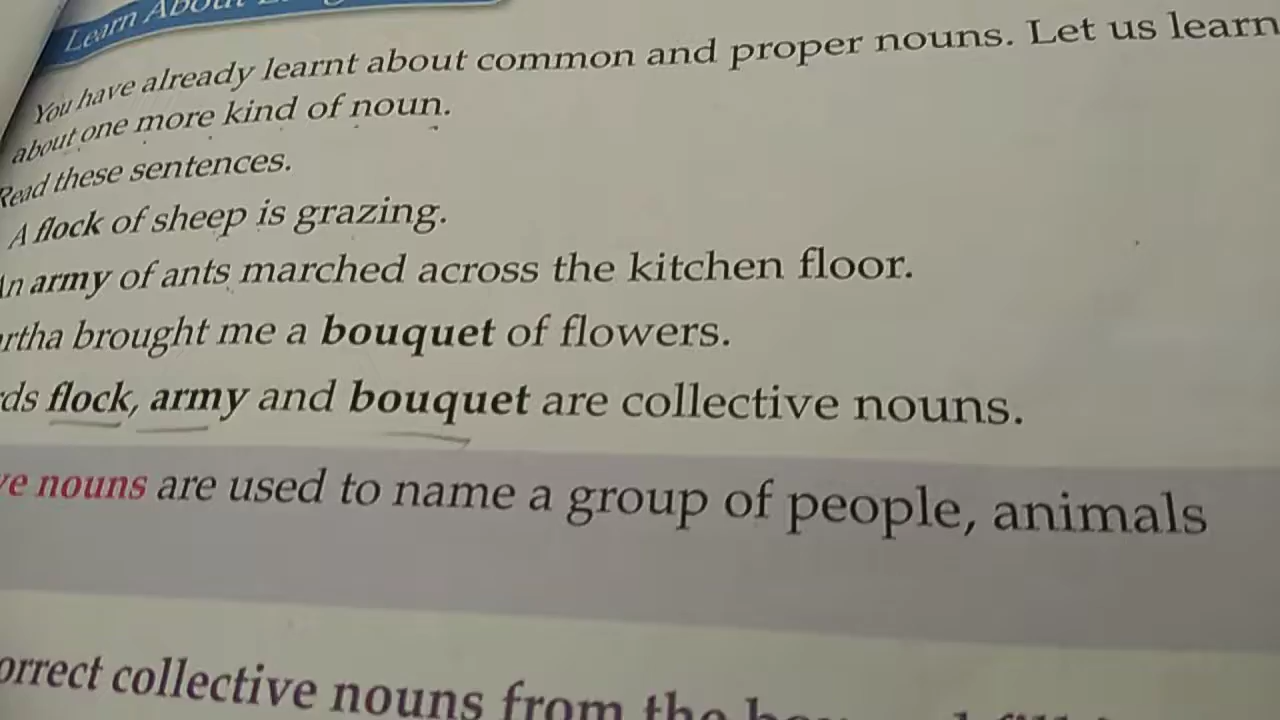 Learn About
You have already learnt about common and proper nouns. Let us learn
about one more kind of noun.
Read these sentences.
A flock of sheep is grazing.
An army of ants marched across the kitchen floor.
rtha brought me a bouquet of flowers.
ds flock, army and bouquet are collective nouns.
ve nouns are used to name a group of people, animals
orrect collective nouns from the